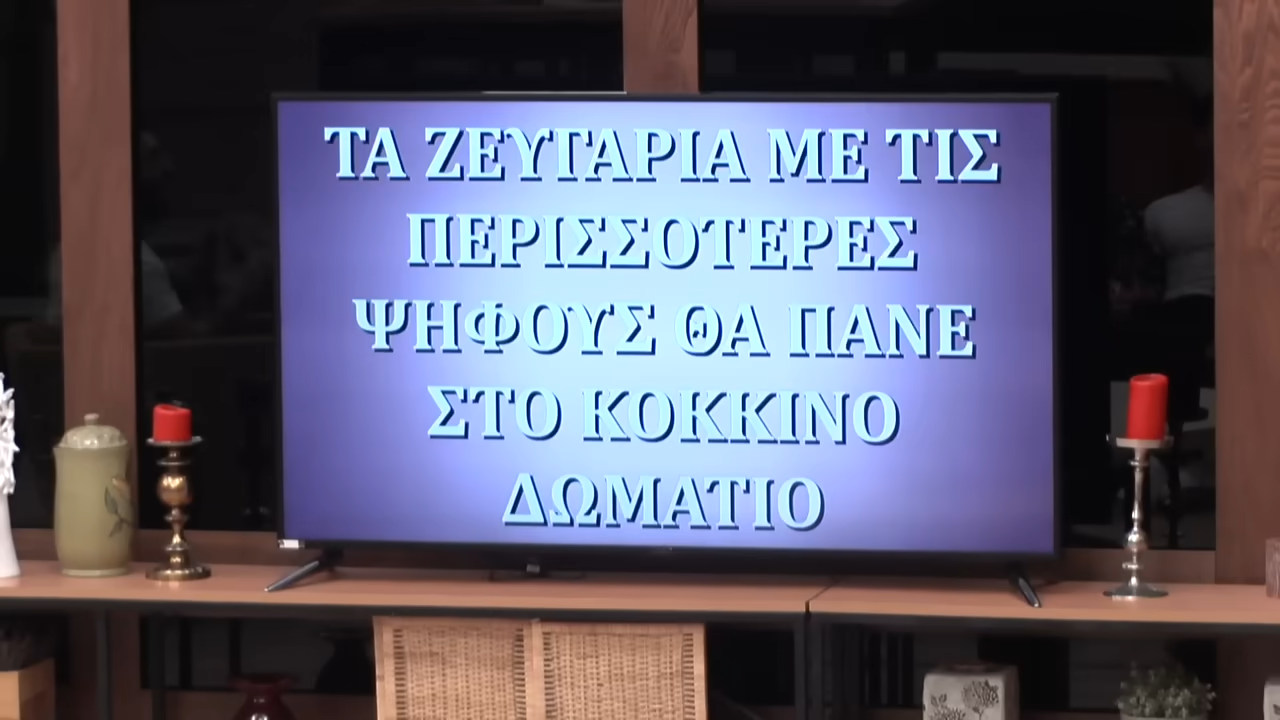 ΤΑ ΖΕΥΓΑΡΙΑ ΜΕ ΤΙΣ
ΠΕΡΙΣΣΟΤΕΡΕΣ
ΨΗΦΟΥΣ ΘΑ ΠΑΝΕ
ΣΤΟ ΚΟΚΚΙΝΟ
ΔΩΜΑΤΙΟ